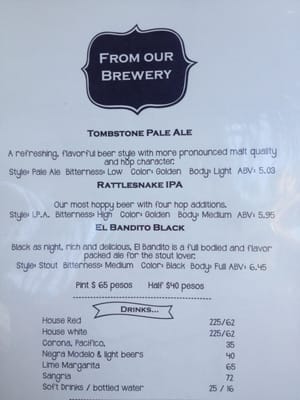 FROM OUR
BREWERY
TOMBSTONE PALE ALE
A refreshing, flavorful beer style with more pronounced malt quality
and hop character.
Style: Pale Ale Bitterness: Low Color: Golden Body: Light ABV: 5.03
RATTLESNAKE IPA
Our most hoppy beer with four hop additions.
Style: I.P.A. Bitterness: High Color: Golden Body: Medium ABV: 5.95
EL BANDITO BLACK
Black as night, rich and delicious, El Bandito is a full bodied and flavor
packed ale for the stout lover.
Style: Stout Bitterness: Medium Color: Black Body: Full ABV: 6.45
Pint $ 65 pesos Half $40 pesos
DRINKS...
House Red 225/62
House white 225/62
Corona, Pacifico, 35
Negra Modelo & light beers 40
Lime Margarita 65
Sangria 72
Soft drinks / bottled water 25 / 16